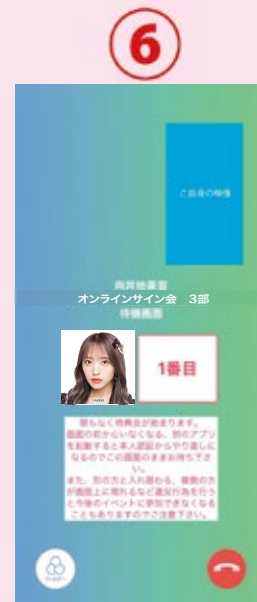 6
ご自身の映像
向井地美音
オンラインサイン会 3部
待機画面
1番目
間もなく特典会が始まります。
画面の前からいなくなる、別のアプリ
を起動すると本人認証からやり直しに
なるのでこの画面のままお待ち下さ
い。
また、別の方と入れ替わる、複数の方
が画面上に現れるなど違反行為を行う
と今後のイベントに参加できなくなる
こともありますのでご注意下さい。